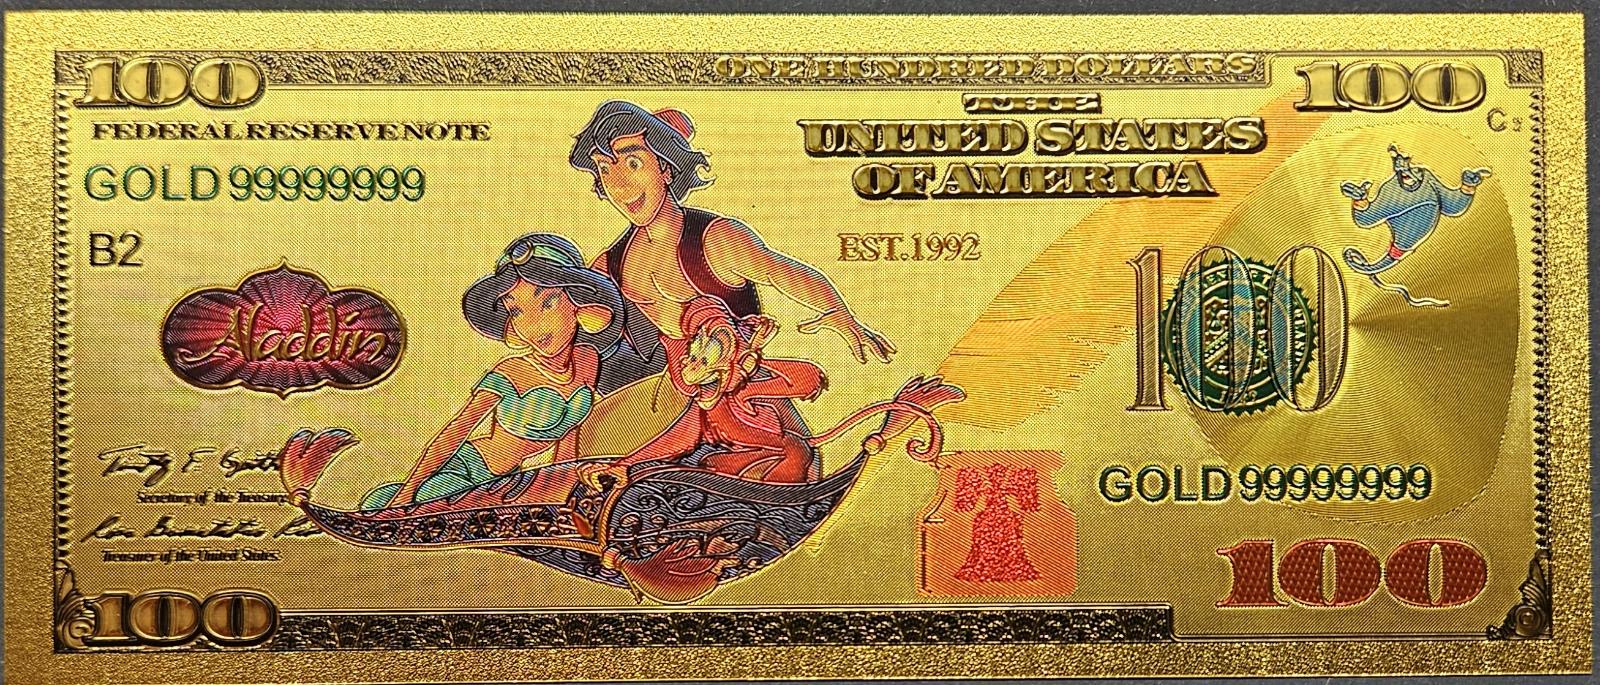 100
ONE HUNDRED DOLLARS
100
FEDERAL RESERVE NOTE
THE
UNITED STATES
OF AMERICA
GOLD 99999999
B2
EST.1992
100
Aladdin
Secretary of the Treasury
Treasurer of the United States.
GOLD 99999999
100
100